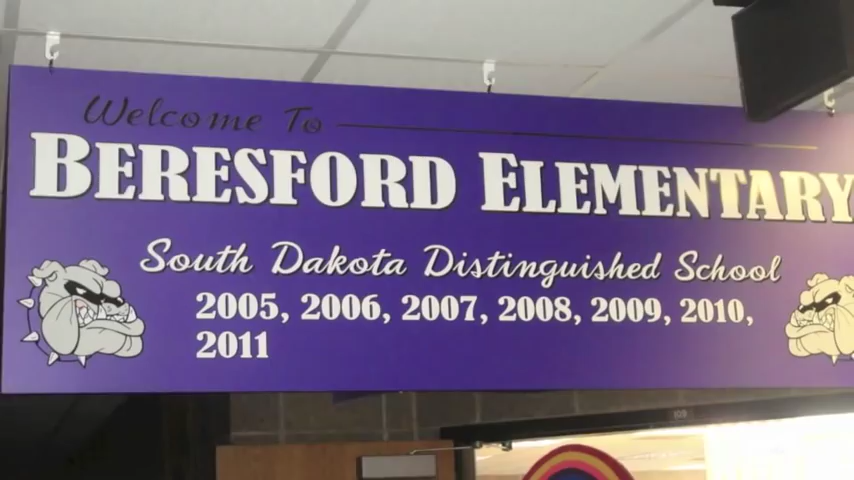 Welcome To
BERESFORD ELEMENTARY
South Dakota Distinguished School
2005, 2006, 2007, 2008, 2009, 2010,
2011